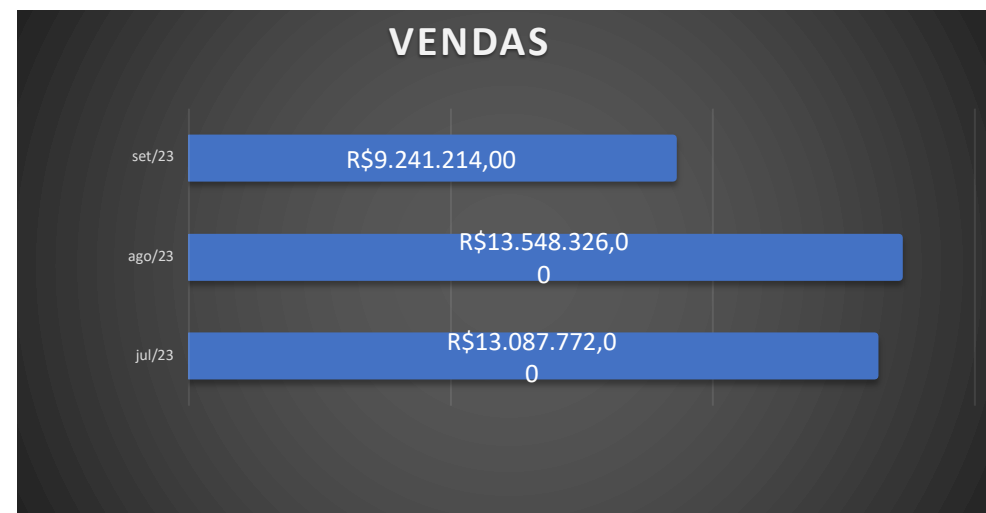 VENDAS
set/23
R$9.241.214,00
ago/23
R$13.548.326,0
0
jul/23
R$13.087.772,0
0